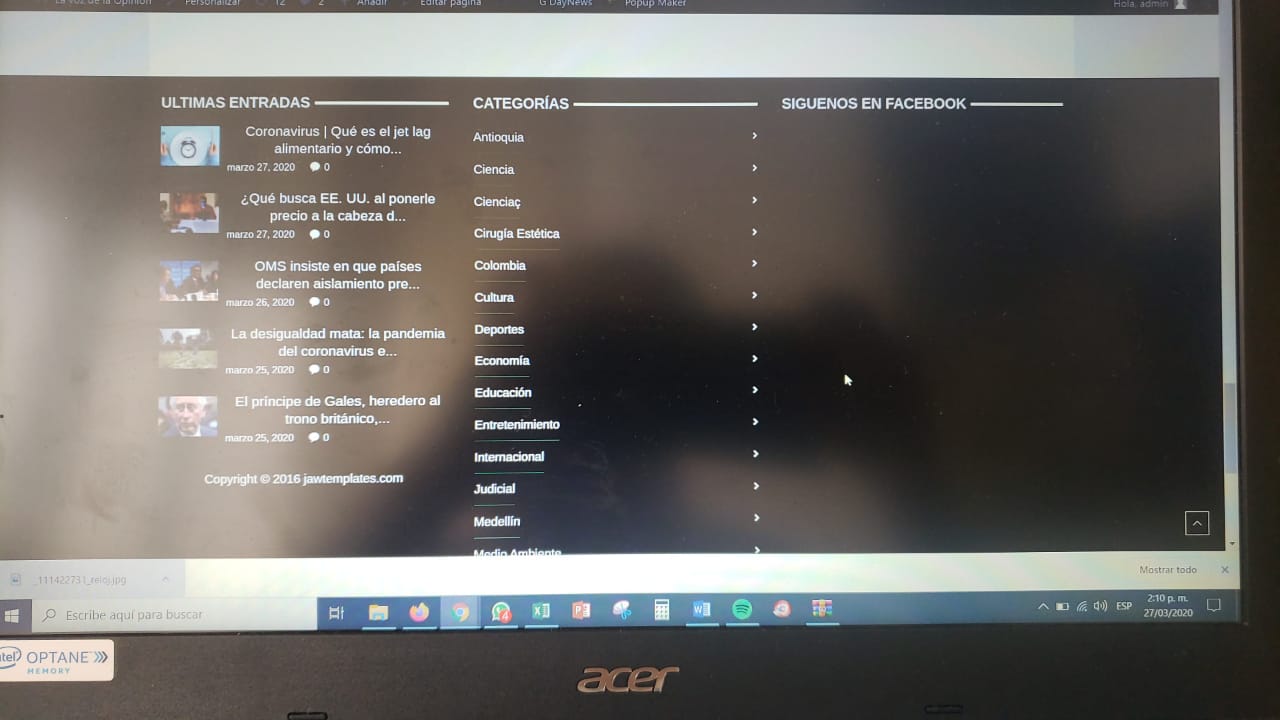 La Voz de la Opinión Personalizar 12 2 Añadir Editar página G DayNews Popup Maker Hola, admin
ULTIMAS ENTRADAS
Coronavirus | Qué es el jet lag
alimentario y cómo...
marzo 27, 2020 0
¿Qué busca EE. UU. al ponerle
precio a la cabeza d...
marzo 27, 2020 0
OMS insiste en que países
declaren aislamiento pre...
marzo 26, 2020 0
La desigualdad mata: la pandemia
del coronavirus e...
marzo 25, 2020 0
El príncipe de Gales, heredero al
trono británico,...
marzo 25, 2020 0
Copyright © 2016 jawtemplates.com
CATEGORÍAS
Antioquia
Ciencia
Cienciaç
Cirugía Estética
Colombia
Cultura
Deportes
Economía
Educación
Entretenimiento
Internacional
Judicial
Medellín
Medio Ambiente
SIGUENOS EN FACEBOOK
_111422731_reloj.jpg
Mostrar todo
Escribe aquí para buscar
4
ESP
2:10 p. m.
27/03/2020
intel OPTANE
MEMORY
acer